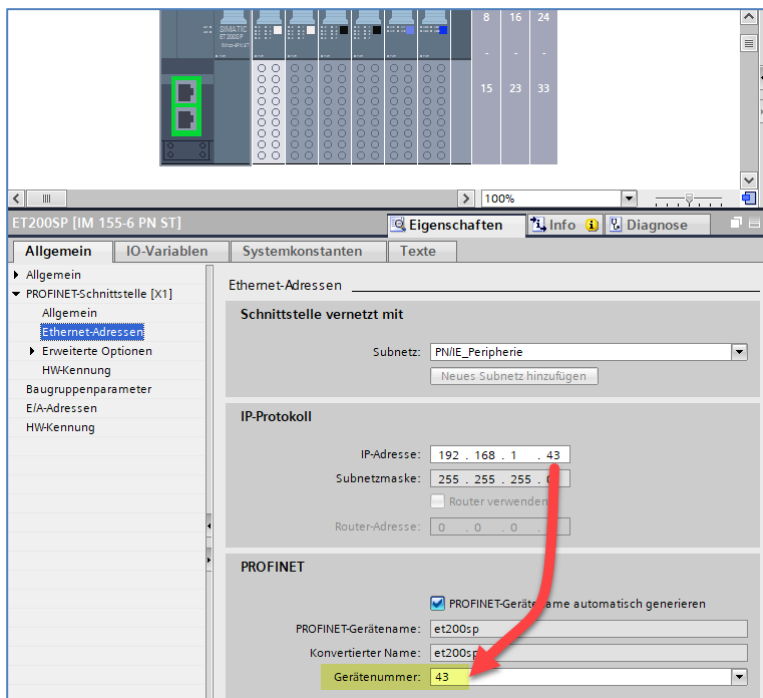 SIMATIC
ET 200SP
8 16 24
- - -
15 23 33
100%
ET200SP [IM 155-6 PN ST]
Eigenschaften
Info
Diagnose
Allgemein
IO-Variablen
Systemkonstanten
Texte
Allgemein
PROFINET-Schnittstelle [X1]
Allgemein
Ethernet-Adressen
Erweiterte Optionen
HW-Kennung
Baugruppenparameter
E/A-Adressen
HW-Kennung
Ethernet-Adressen
Schnittstelle vernetzt mit
Subnetz: PN/IE_Peripherie
Neues Subnetz hinzufügen
IP-Protokoll
IP-Adresse: 192 . 168 . 1 . 43
Subnetzmaske: 255 . 255 . 255 .
Router verwenden
Router-Adresse: 0 . 0 . 0 .
PROFINET
PROFINET-Gerätename automatisch generieren
PROFINET-Gerätename: et200sp
Konvertierter Name: et200sp
Gerätenummer: 43